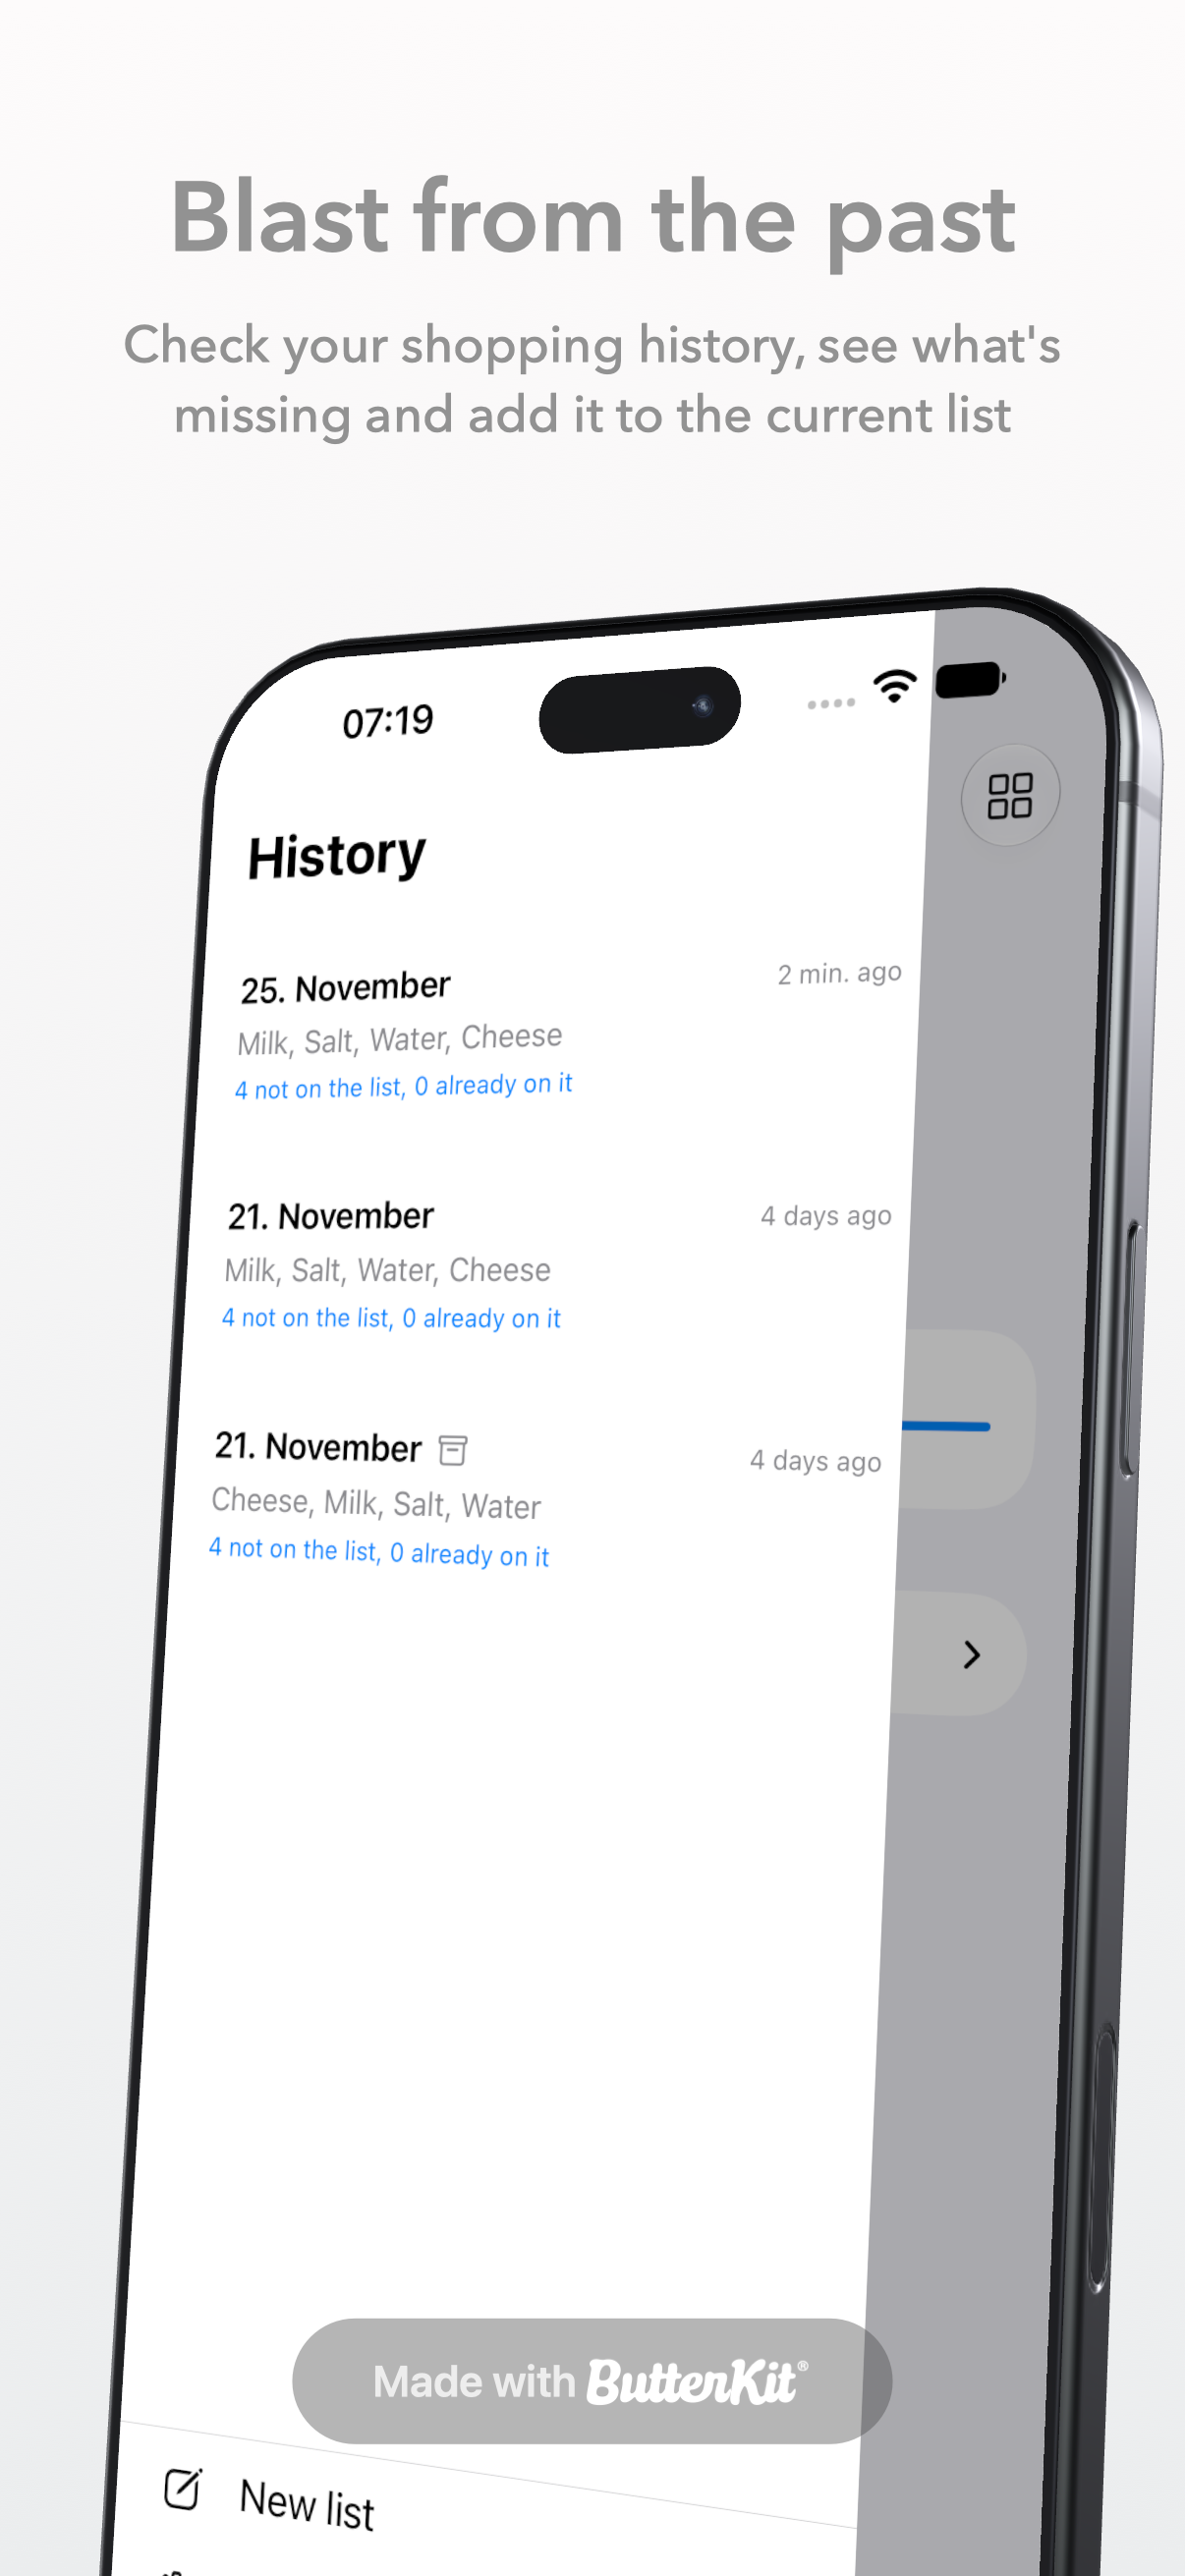 Blast from the past
Check your shopping history, see what's
missing and add it to the current list
07:19
History
25. November
2 min. ago
Milk, Salt, Water, Cheese
4 not on the list, 0 already on it
21. November
4 days ago
Milk, Salt, Water, Cheese
4 not on the list, 0 already on it
21. November
4 days ago
Cheese, Milk, Salt, Water
4 not on the list, 0 already on it
Made with ButterKit®
New list